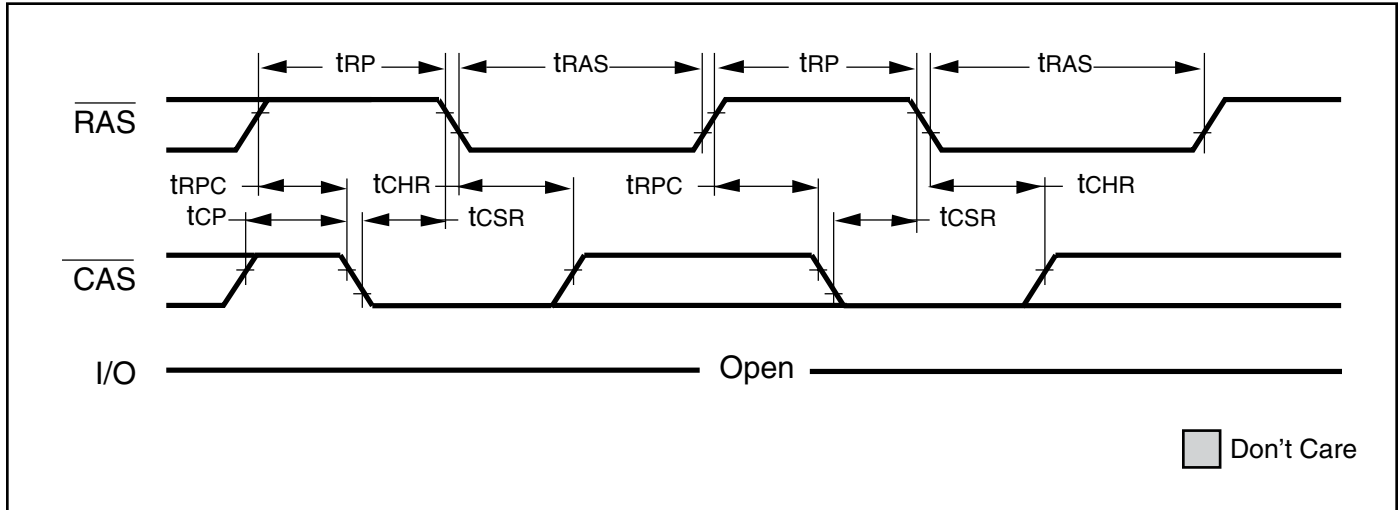 tRP tRAS tRP tRAS
RAS
tRPC tCHR tRPC tCHR
tCP tCSR tCSR
CAS
I/O Open
Don't Care